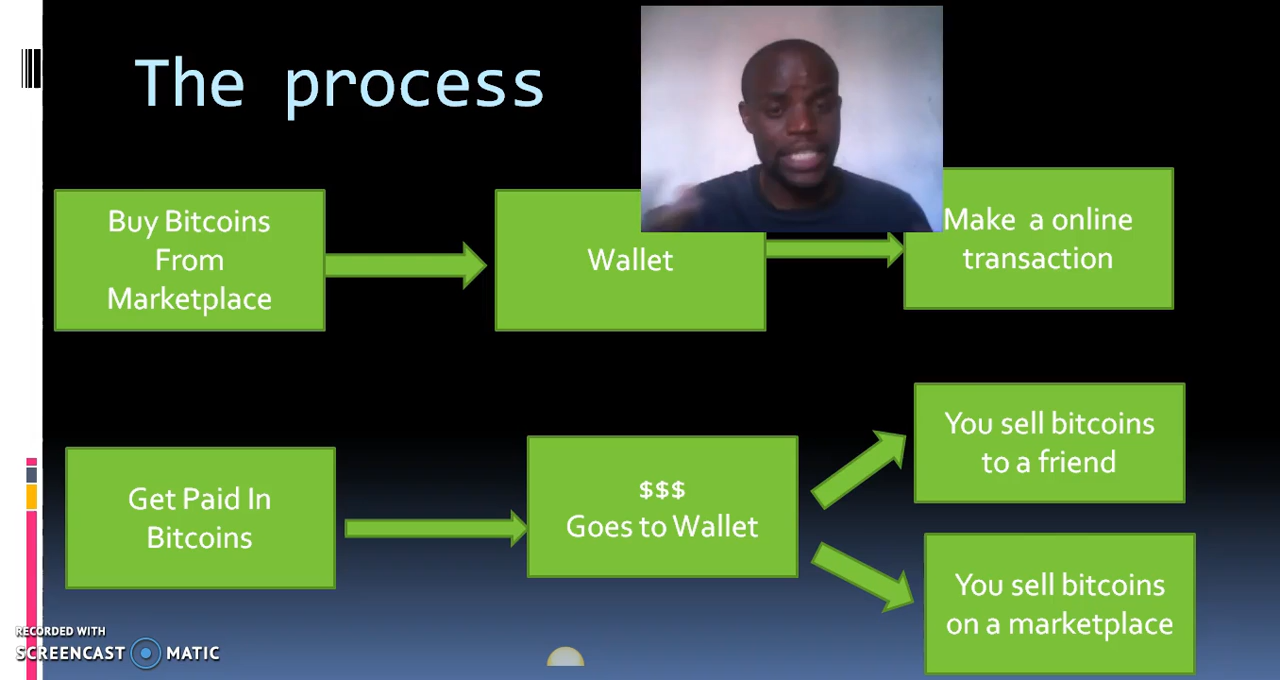 The process
Buy Bitcoins
From
Marketplace
Wallet
Make a online
transaction
Get Paid In
Bitcoins
$$$
Goes to Wallet
You sell bitcoins
to a friend
You sell bitcoins
on a marketplace
RECORDED WITH
SCREENCAST MATIC